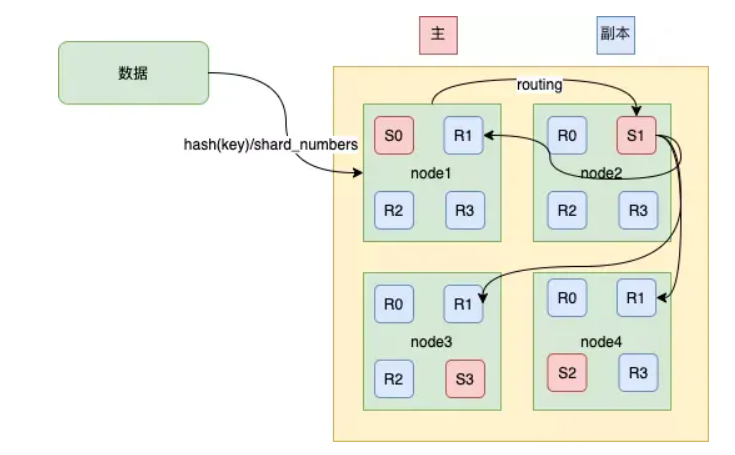 主
副本
数据
routing
hash(key)/shard_numbers
S0
R1
node1
R2
R3
R0
S1
node2
R2
R3
R0
R1
node3
R2
S3
R0
R1
node4
S2
R3